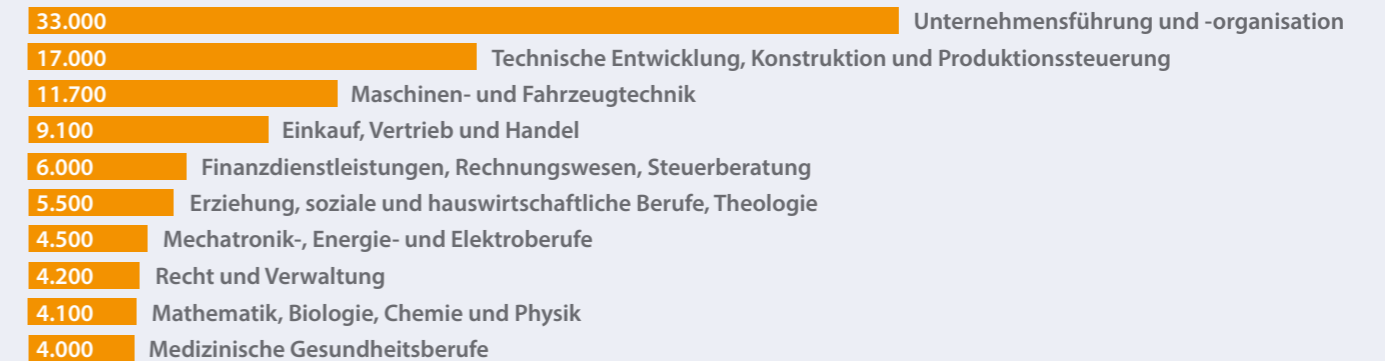 33.000 Unternehmensführung und -organisation
17.000 Technische Entwicklung, Konstruktion und Produktionssteuerung
11.700 Maschinen- und Fahrzeugtechnik
9.100 Einkauf, Vertrieb und Handel
6.000 Finanzdienstleistungen, Rechnungswesen, Steuerberatung
5.500 Erziehung, soziale und hauswirtschaftliche Berufe, Theologie
4.500 Mechatronik-, Energie- und Elektroberufe
4.200 Recht und Verwaltung
4.100 Mathematik, Biologie, Chemie und Physik
4.000 Medizinische Gesundheitsberufe